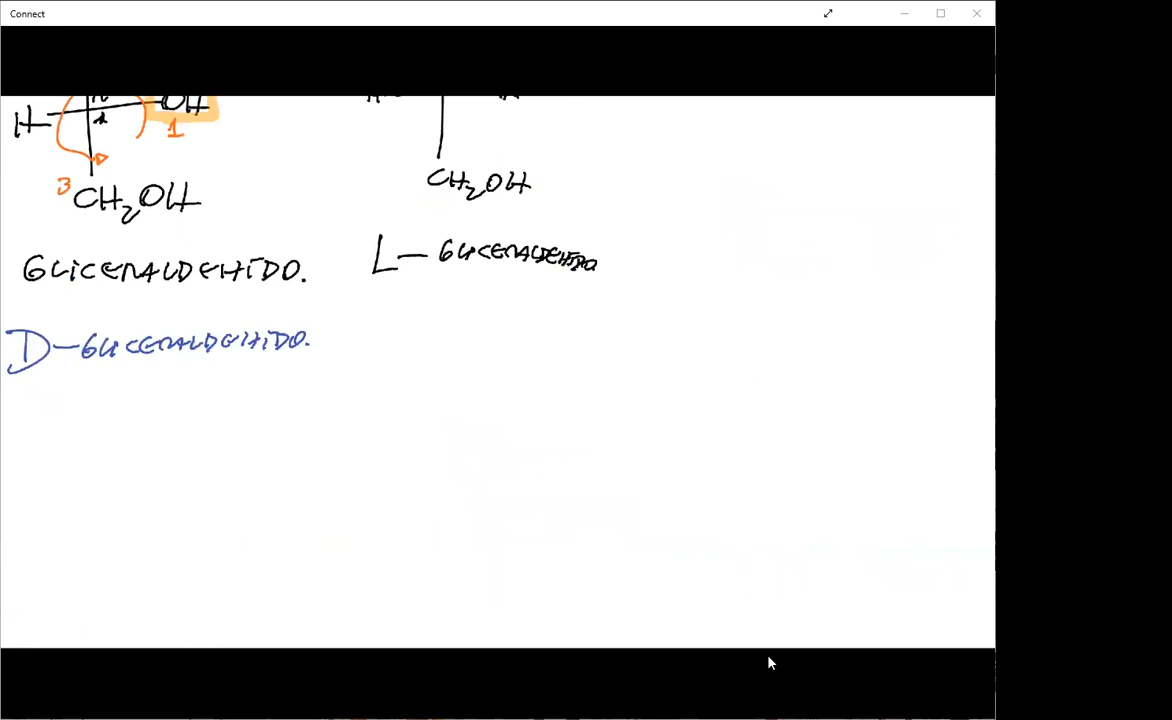 Connect
H OH
1
3 CH2OH
CH2OH
GLICERALDEHIDO.
L-GLICERALDEHIDO
D-GLICERALDEHIDO.